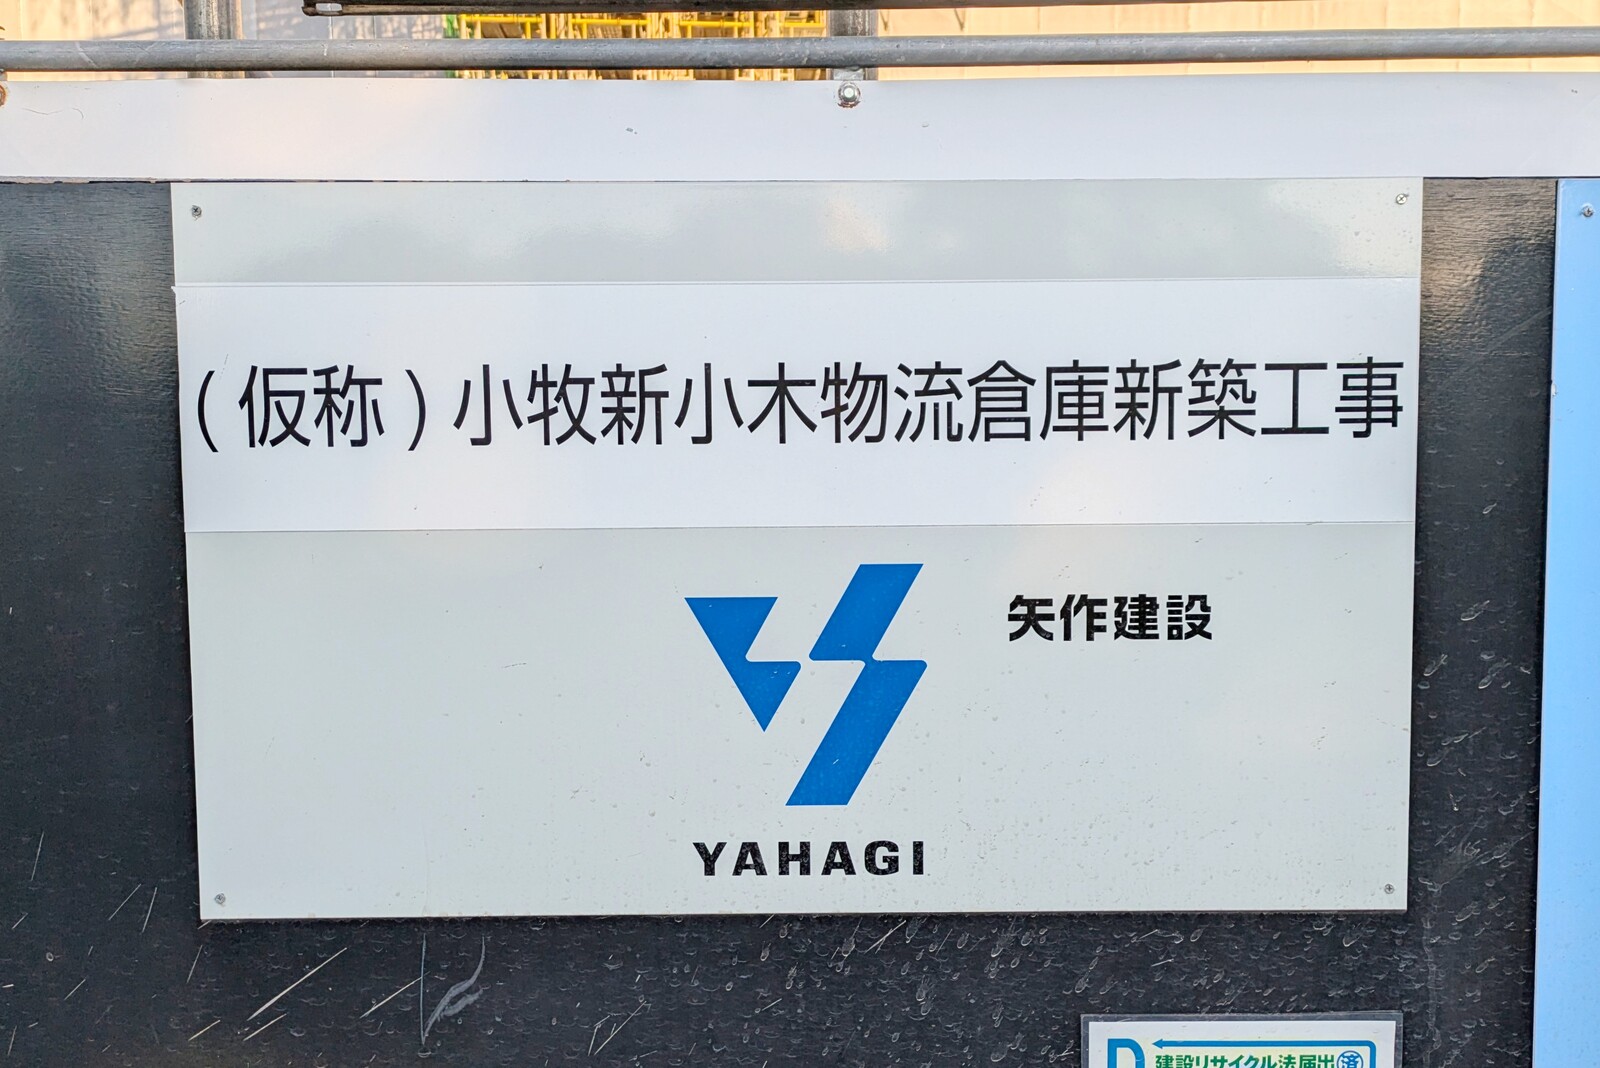 (仮称)小牧新小木物流倉庫新築工事
矢作建設
YAHAGI
建設リサイクル法届出済